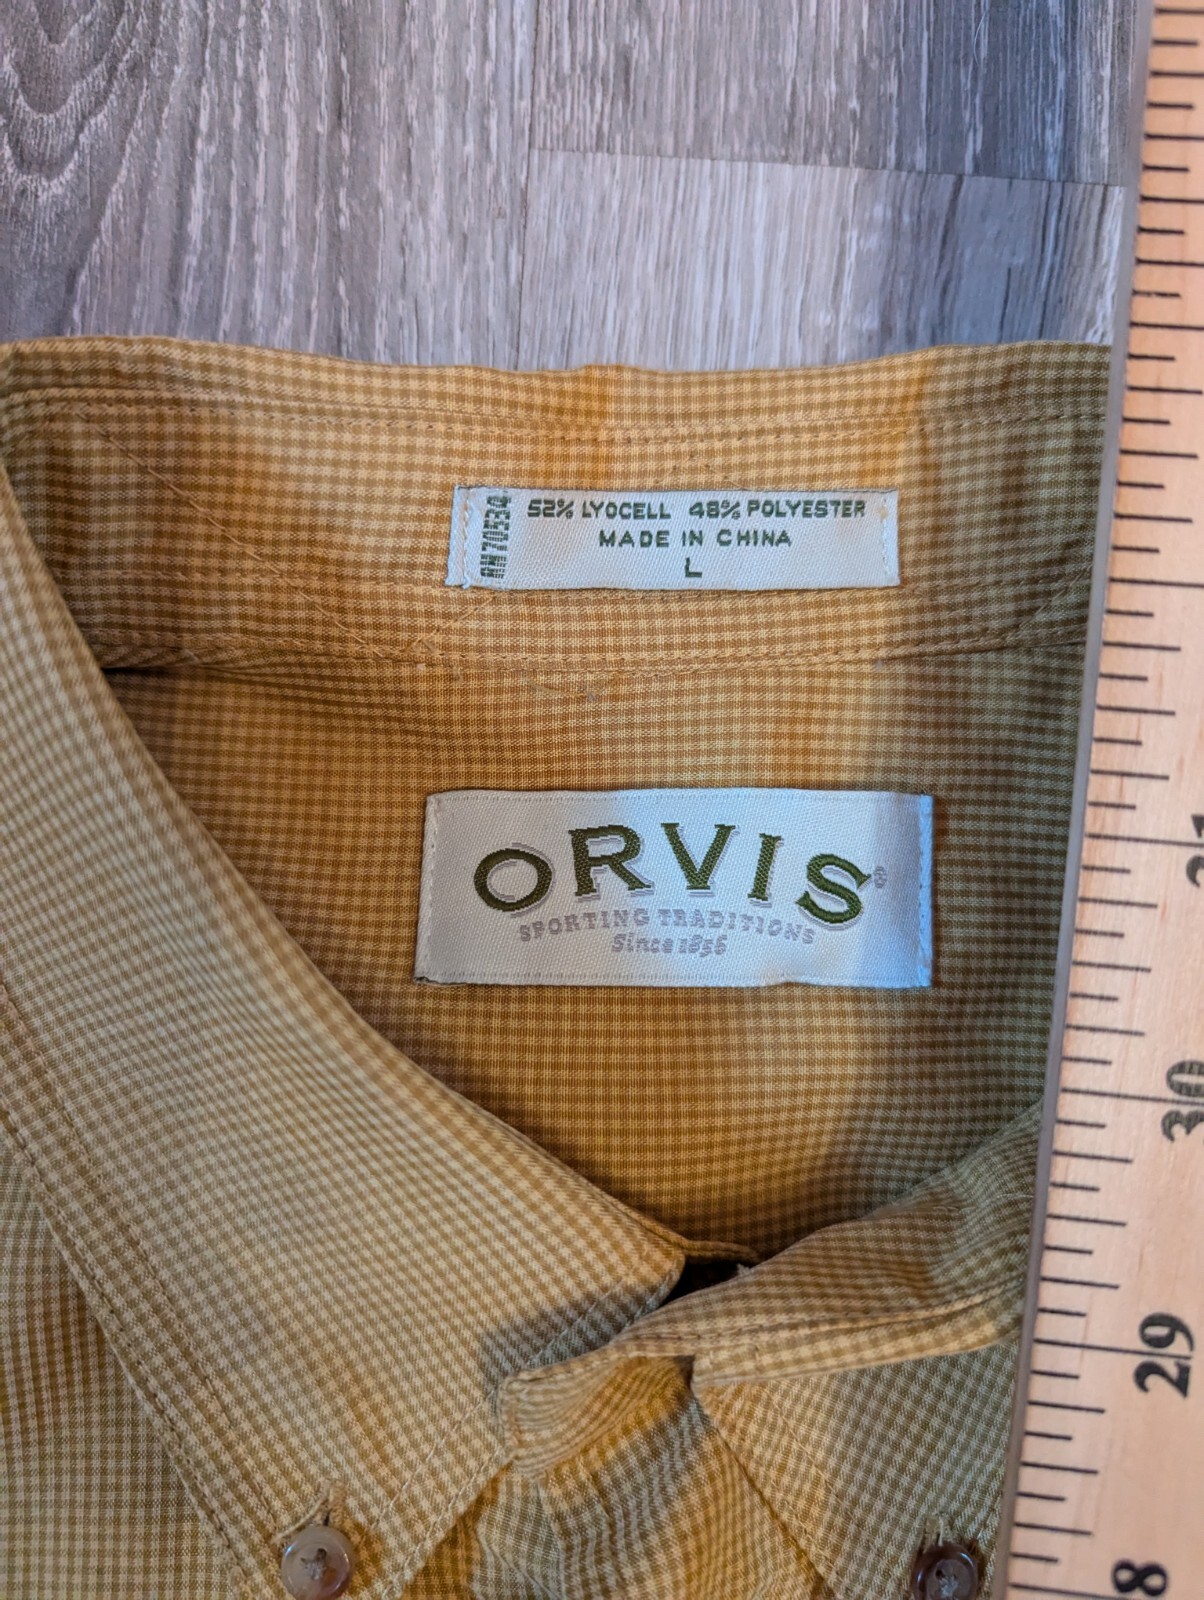 52% LYOCELL 48% POLYESTER
MADE IN CHINA
L
RN70534
ORVIS®
SPORTING TRADITIONS
Since 1856
31
30
29
8